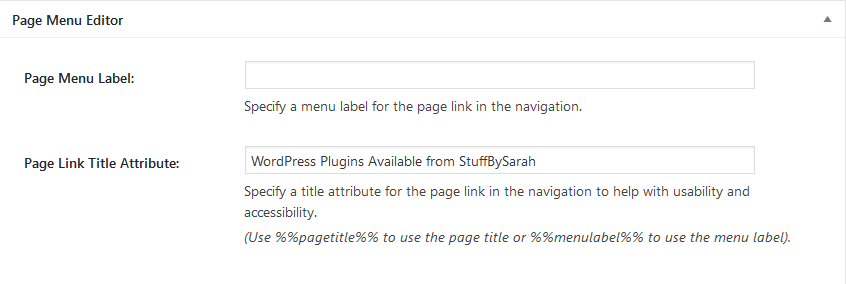 Page Menu Editor
Page Menu Label:
Specify a menu label for the page link in the navigation.
Page Link Title Attribute:
WordPress Plugins Available from StuffBySarah
Specify a title attribute for the page link in the navigation to help with usability and
accessibility.
(Use %%pagetitle%% to use the page title or %%menulabel%% to use the menu label).